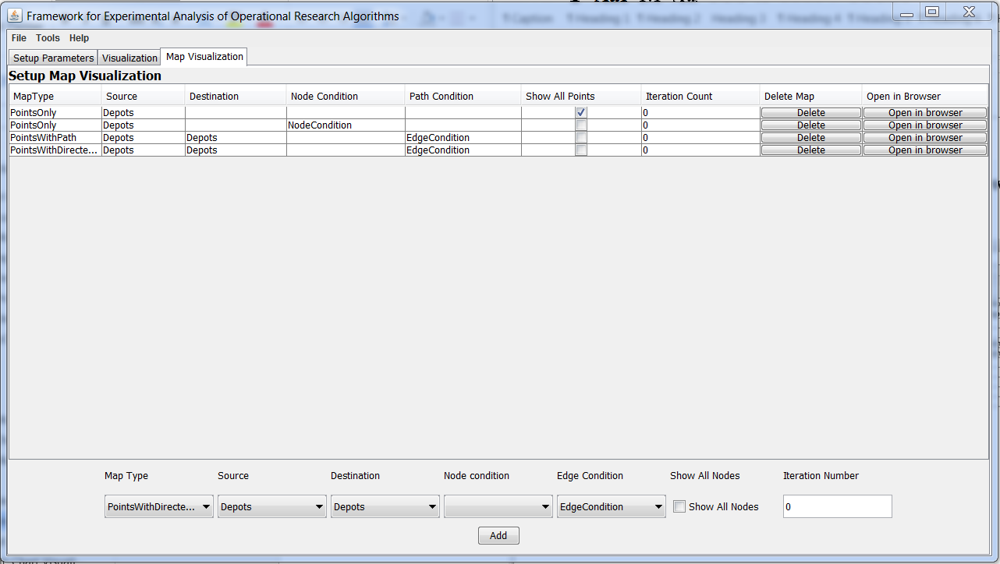 Framework for Experimental Analysis of Operational Research Algorithms
File Tools Help
Setup Parameters Visualization Map Visualization
Setup Map Visualization
MapType Source Destination Node Condition Path Condition Show All Points Iteration Count Delete Map Open in Browser
PointsOnly Depots 0 Delete Open in browser
PointsOnly Depots NodeCondition 0 Delete Open in browser
PointsWithPath Depots Depots EdgeCondition 0 Delete Open in browser
PointsWithDirecte... Depots Depots EdgeCondition 0 Delete Open in browser
Map Type Source Destination Node condition Edge Condition Show All Nodes Iteration Number
PointsWithDirecte... Depots Depots EdgeCondition Show All Nodes 0
Add